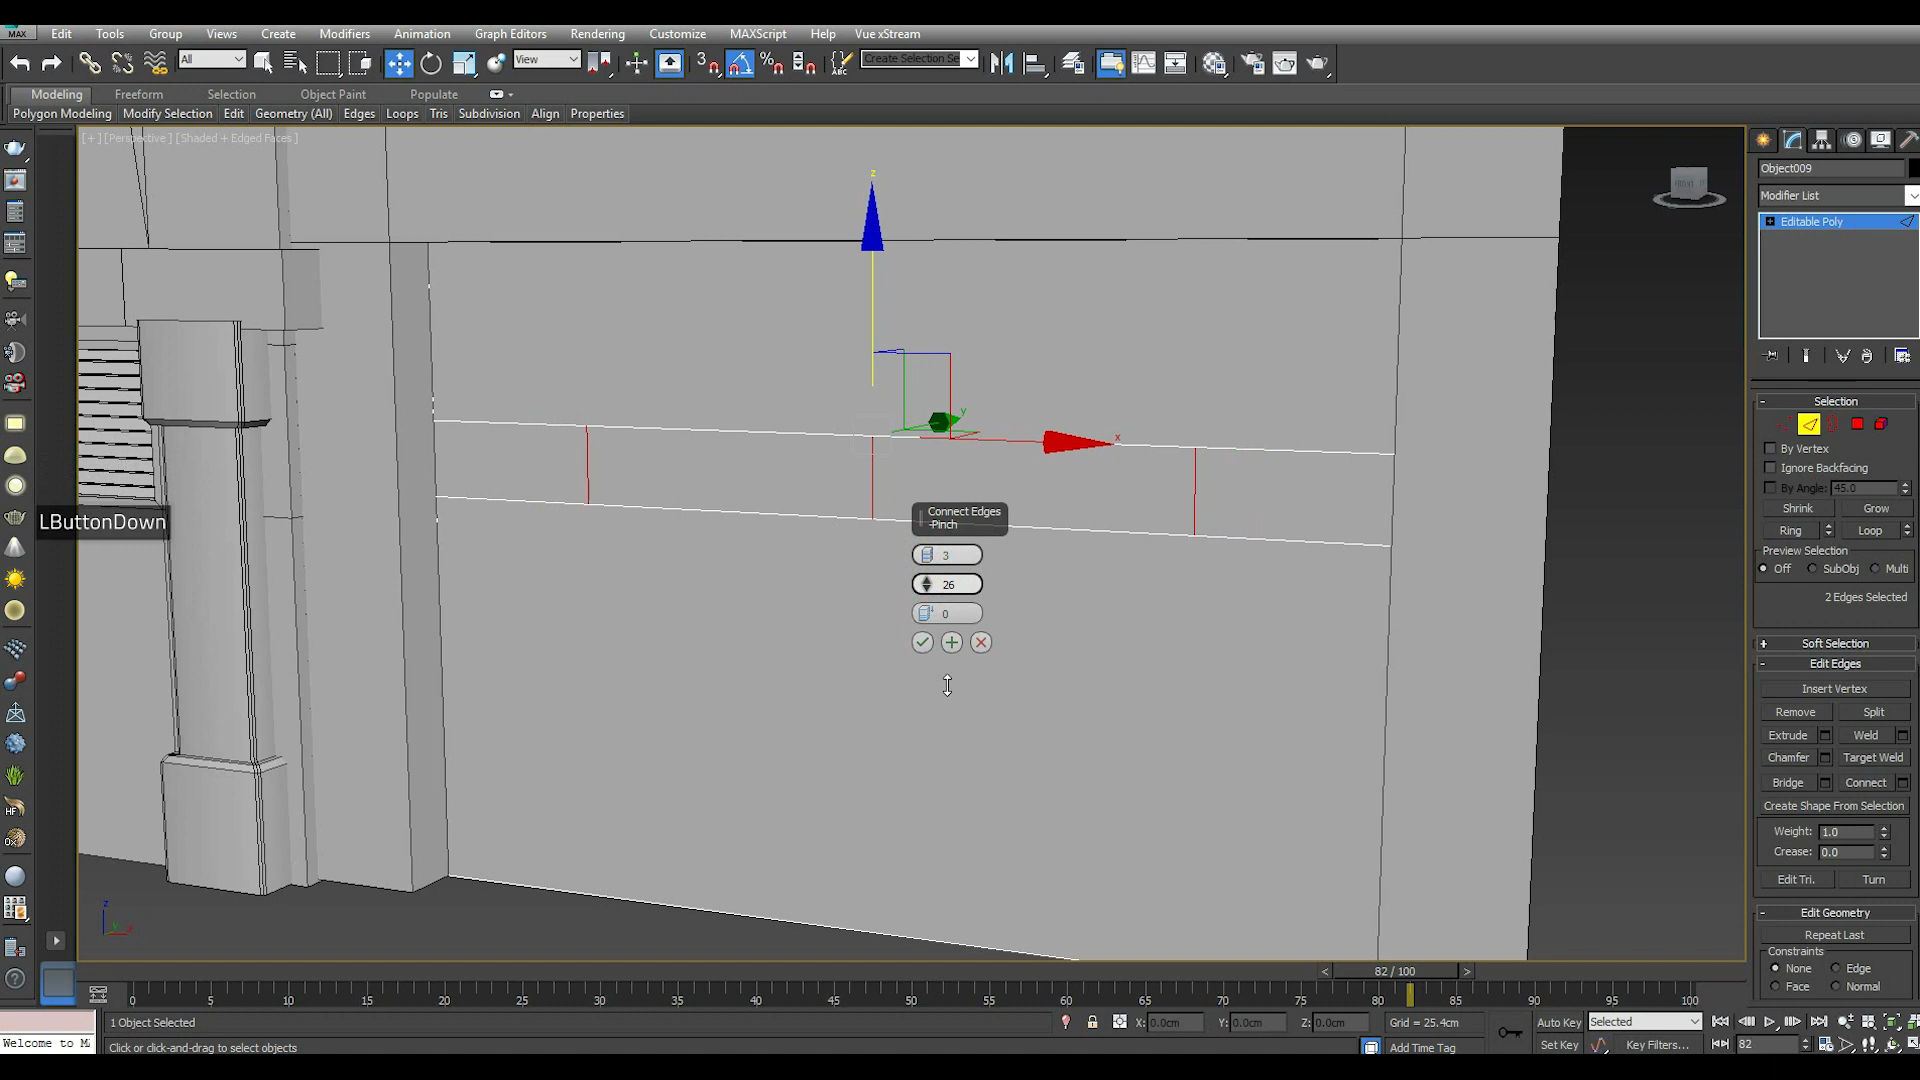 MAX Edit Tools Group Views Create Modifiers Animation Graph Editors Rendering Customize MAXScript Help Vue xStream
All View 3 % ABC Create Selection Se
Modeling Freeform Selection Object Paint Populate
Polygon Modeling Modify Selection Edit Geometry (All) Edges Loops Tris Subdivision Align Properties
[+] [Perspective] [Shaded + Edged Faces]
Object009
Modifier List
Editable Poly
z
y
x
LButtonDown
Connect Edges
-Pinch
3
26
0
Selection
By Vertex
Ignore Backfacing
By Angle: 45.0
Shrink Grow
Ring Loop
Preview Selection
Off SubObj Multi
2 Edges Selected
Soft Selection
Edit Edges
Insert Vertex
Remove Split
Extrude Weld
Chamfer Target Weld
Bridge Connect
Create Shape From Selection
Weight: 1.0
Crease: 0.0
Edit Tri. Turn
Edit Geometry
Repeat Last
Constraints
None Edge
Face Normal
HF
z
y x
< 82 / 100 >
0 5 10 15 20 25 30 35 40 45 50 55 60 65 70 75 80 85 90 95 100
1 Object Selected X: 0.0cm Y: 0.0cm Z: 0.0cm Grid = 25.4cm Auto Key Selected
Welcome to MA Click or click-and-drag to select objects Add Time Tag Set Key Key Filters... 82